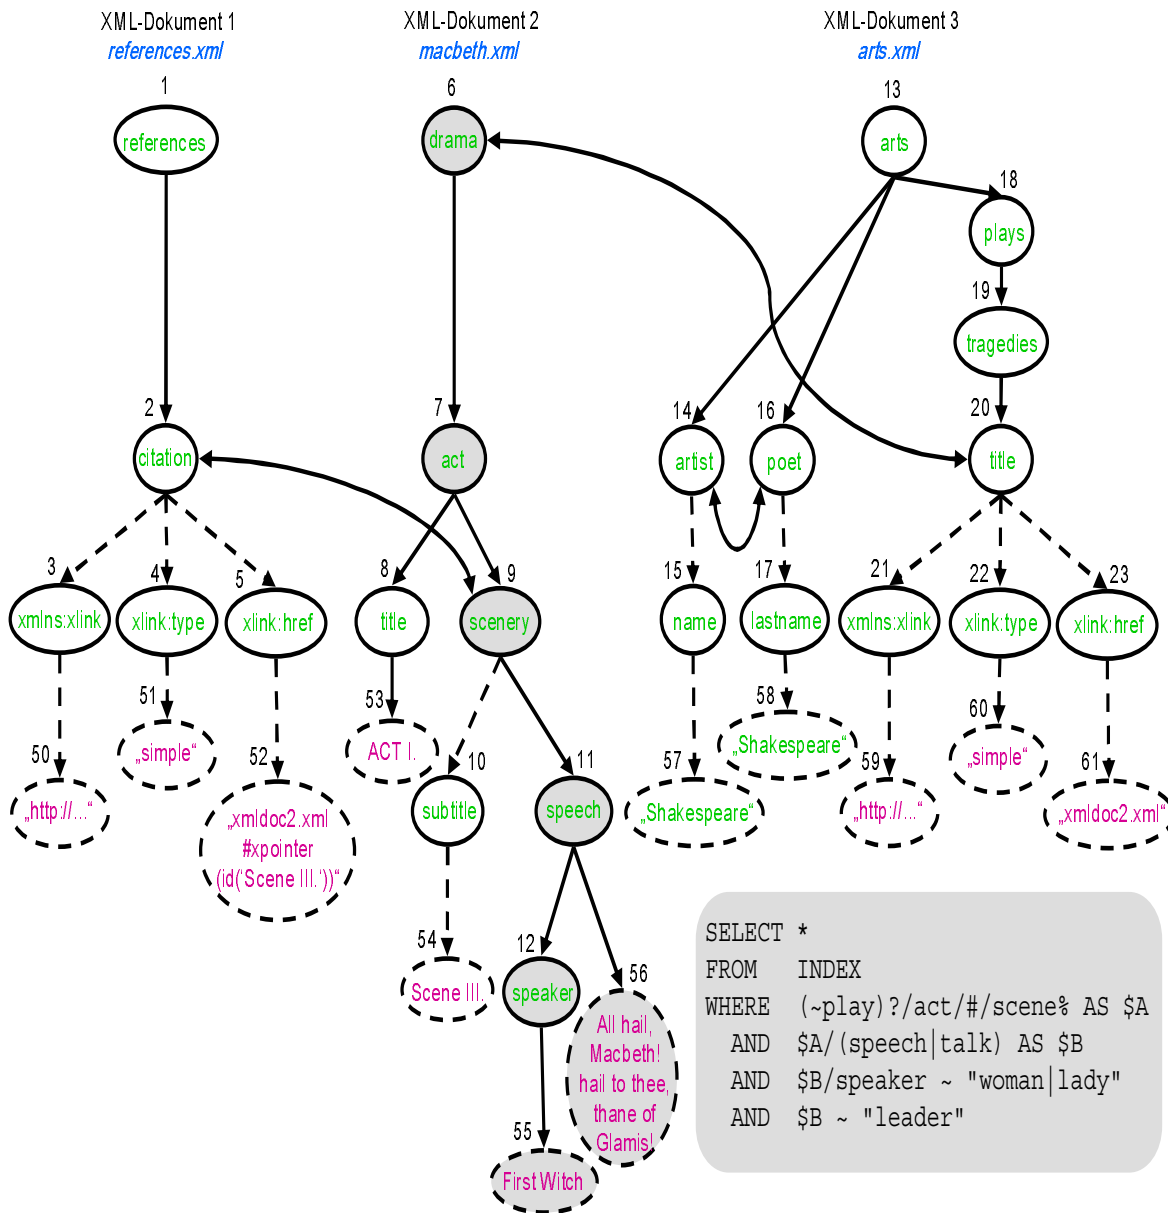 XML-Dokument 1
references.xml
XML-Dokument 2
macbeth.xml
XML-Dokument 3
arts.xml
1
references
6
drama
13
arts
18
plays
19
tragedies
2
citation
7
act
14
artist
16
poet
20
title
3
xmlns:xlink
4
xlink:type
5
xlink:href
8
title
9
scenery
15
name
17
lastname
21
xmlns:xlink
22
xlink:type
23
xlink:href
50
„http://...“
51
„simple“
52
„xmldoc2.xml
#xpointer
(id(‘Scene III.‘))“
53
ACT I.
10
subtitle
11
speech
57
„Shakespeare“
58
„Shakespeare“
59
„http://...“
60
„simple“
61
„xmldoc2.xml“
54
Scene III.
12
speaker
56
All hail,
Macbeth!
hail to thee,
thane of
Glamis!
55
First Witch
SELECT *
FROM INDEX
WHERE (~play)?/act/#/scene% AS $A
AND $A/(speech|talk) AS $B
AND $B/speaker ~ "woman|lady"
AND $B ~ "leader"